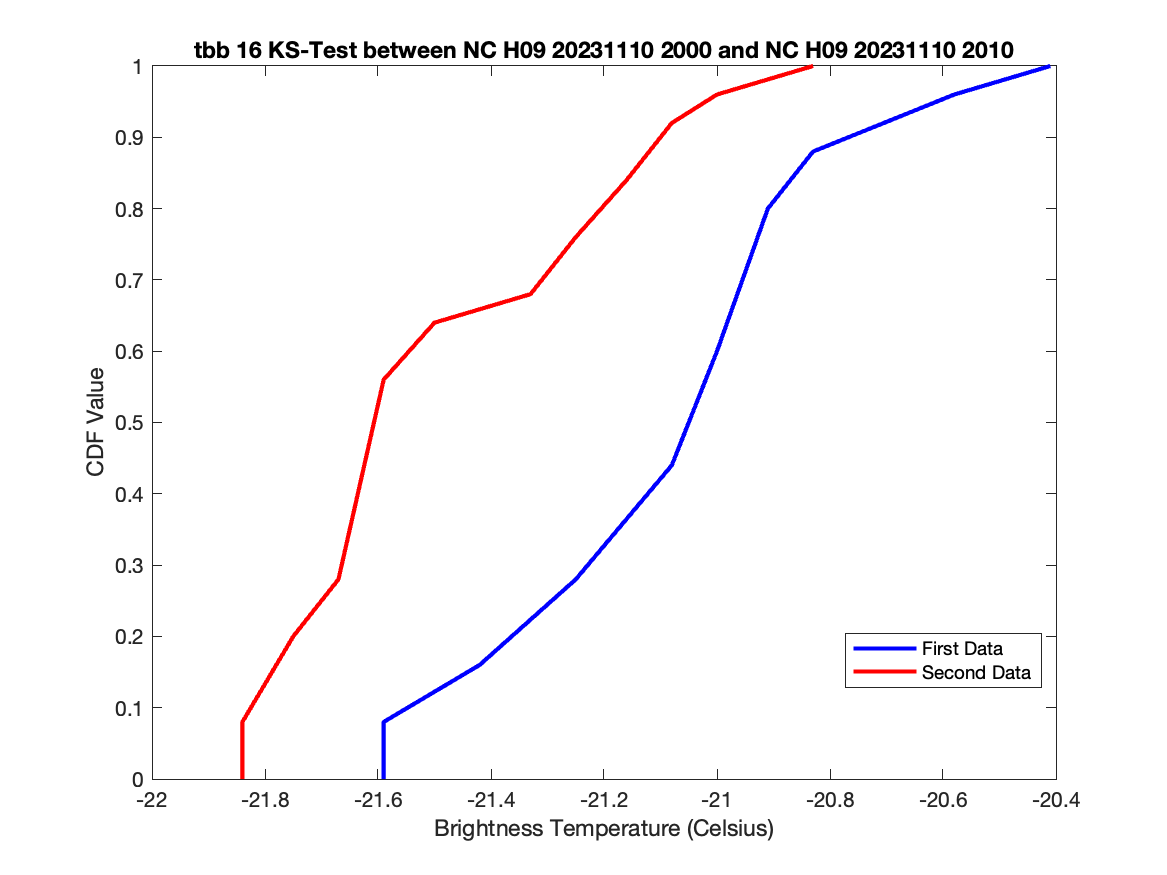 tbb 16 KS-Test between NC H09 20231110 2000 and NC H09 20231110 2010
1
0.9
0.8
0.7
0.6
0.5
0.4
0.3
0.2
0.1
0
CDF Value
First Data
Second Data
-22 -21.8 -21.6 -21.4 -21.2 -21 -20.8 -20.6 -20.4
Brightness Temperature (Celsius)